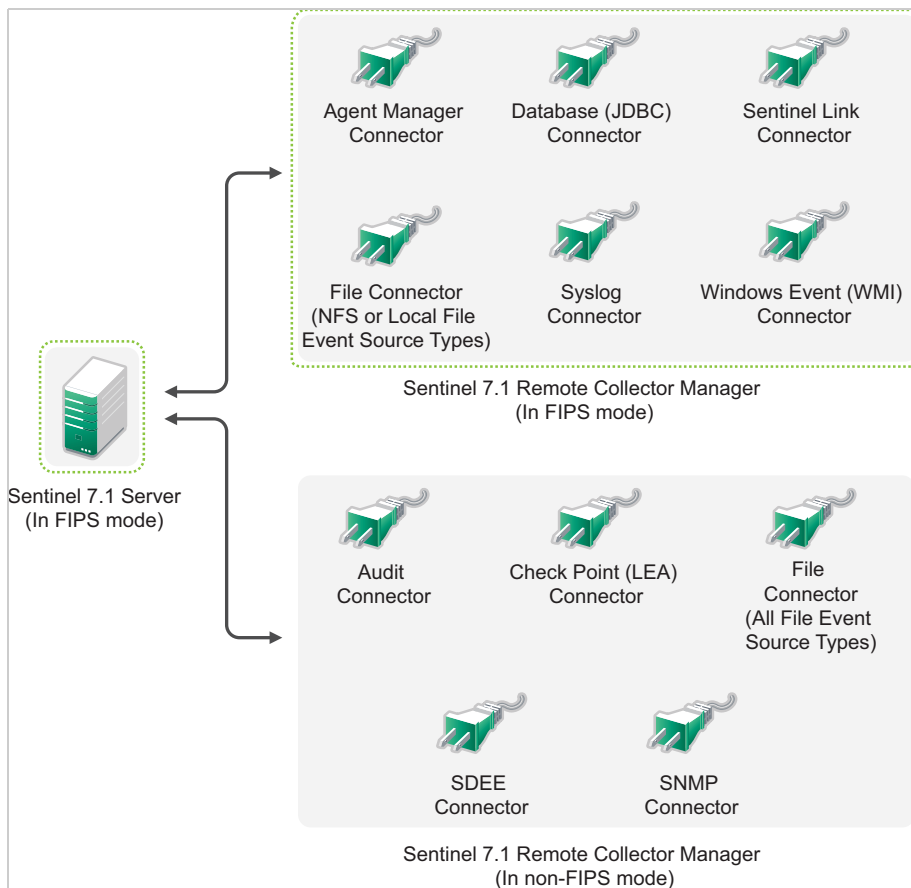 Agent Manager
Connector
Database (JDBC)
Connector
Sentinel Link
Connector
File Connector
(NFS or Local File
Event Source Types)
Syslog
Connector
Windows Event (WMI)
Connector
Sentinel 7.1 Remote Collector Manager
(In FIPS mode)
Sentinel 7.1 Server
(In FIPS mode)
Audit
Connector
Check Point (LEA)
Connector
File
Connector
(All File Event
Source Types)
SDEE
Connector
SNMP
Connector
Sentinel 7.1 Remote Collector Manager
(In non-FIPS mode)